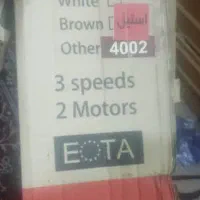 White
Brown استيل
Other 4002
3 speeds
2 Motors
EOTA